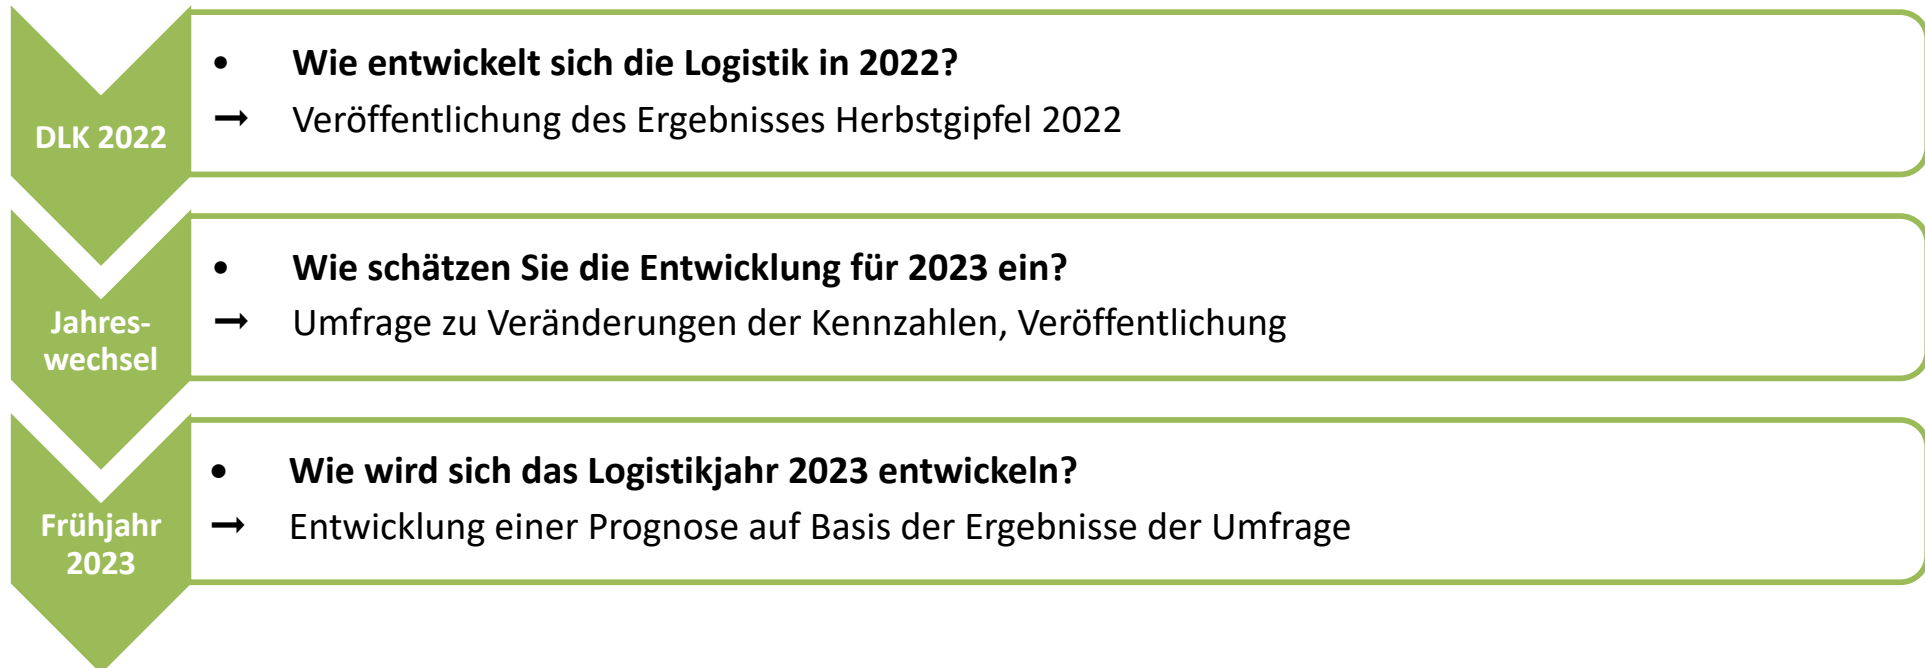 DLK 2022
• Wie entwickelt sich die Logistik in 2022?
→ Veröffentlichung des Ergebnisses Herbstgipfel 2022
Jahres-
wechsel
• Wie schätzen Sie die Entwicklung für 2023 ein?
→ Umfrage zu Veränderungen der Kennzahlen, Veröffentlichung
Frühjahr
2023
• Wie wird sich das Logistikjahr 2023 entwickeln?
→ Entwicklung einer Prognose auf Basis der Ergebnisse der Umfrage